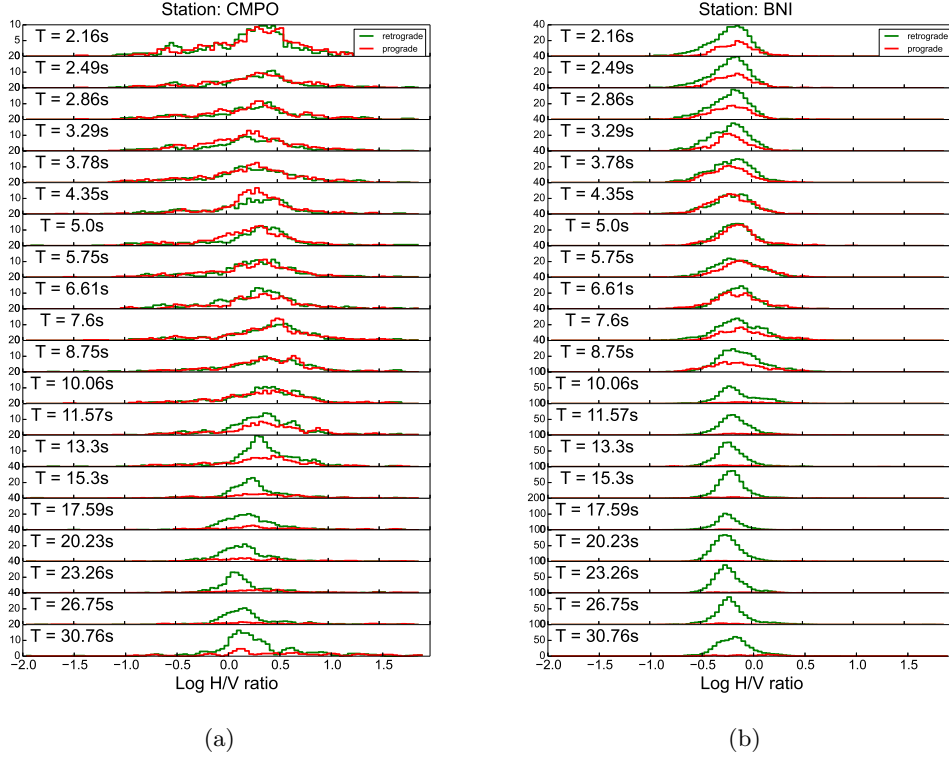 Station: CMPO
retrograde
prograde
T = 2.16s
T = 2.49s
T = 2.86s
T = 3.29s
T = 3.78s
T = 4.35s
T = 5.0s
T = 5.75s
T = 6.61s
T = 7.6s
T = 8.75s
T = 10.06s
T = 11.57s
T = 13.3s
T = 15.3s
T = 17.59s
T = 20.23s
T = 23.26s
T = 26.75s
T = 30.76s
−2.0 −1.5 −1.0 −0.5 0.0 0.5 1.0 1.5
Log H/V ratio
(a)
Station: BNI
retrograde
prograde
T = 2.16s
T = 2.49s
T = 2.86s
T = 3.29s
T = 3.78s
T = 4.35s
T = 5.0s
T = 5.75s
T = 6.61s
T = 7.6s
T = 8.75s
T = 10.06s
T = 11.57s
T = 13.3s
T = 15.3s
T = 17.59s
T = 20.23s
T = 23.26s
T = 26.75s
T = 30.76s
−2.0 −1.5 −1.0 −0.5 0.0 0.5 1.0 1.5
Log H/V ratio
(b)